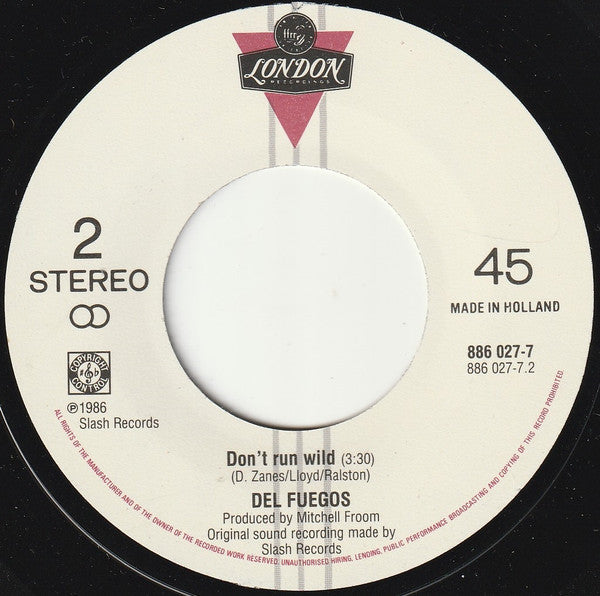 ffrr
LONDON
RECORDINGS
2
STEREO
45
MADE IN HOLLAND
886 027-7
886 027-7.2
COPYRIGHT
CONTROL
℗1986
Slash Records
Don't run wild (3:30)
(D. Zanes/Lloyd/Ralston)
DEL FUEGOS
Produced by Mitchell Froom
Original sound recording made by
Slash Records
ALL RIGHTS OF THE MANUFACTURER AND OF THE OWNER OF THE RECORDED WORK RESERVED. UNAUTHORISED HIRING, LENDING, PUBLIC PERFORMANCE BROADCASTING AND COPYING OF THIS RECORD PROHIBITED.